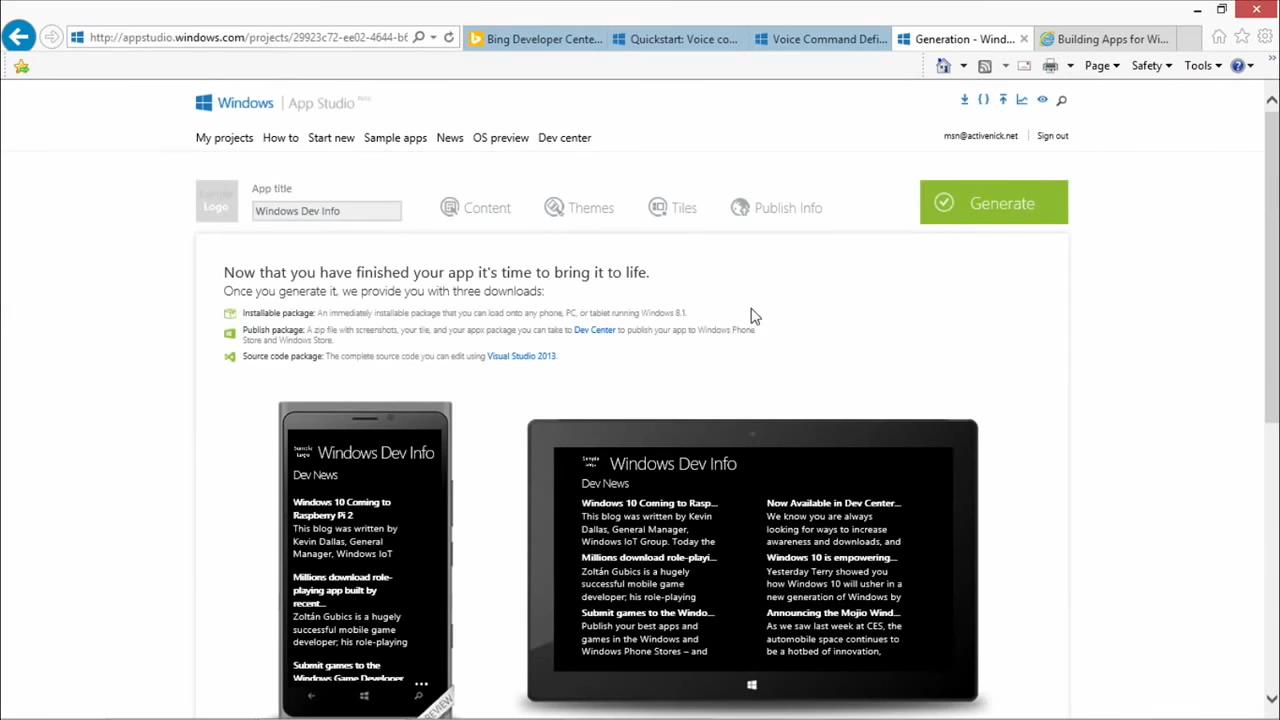 http://appstudio.windows.com/projects/29923c72-ee02-4644-b6
Bing Developer Cente...
Quickstart: Voice co...
Voice Command Defi...
Generation - Wind...
Building Apps for Wi...
Page
Safety
Tools
Windows | App Studio Beta
My projects
How to
Start new
Sample apps
News
OS preview
Dev center
msn@activenick.net
Sign out
Sample
Logo
App title
Windows Dev Info
Content
Themes
Tiles
Publish Info
Generate
Now that you have finished your app it's time to bring it to life.
Once you generate it, we provide you with three downloads:
Installable package: An immediately installable package that you can load onto any phone, PC, or tablet running Windows 8.1.
Publish package: A zip file with screenshots, your tile, and your appx package you can take to Dev Center to publish your app to Windows Phone
Store and Windows Store.
Source code package: The complete source code you can edit using Visual Studio 2013.
Sample
Logo
Windows Dev Info
Dev News
Windows 10 Coming to
Raspberry Pi 2
This blog was written by
Kevin Dallas, General
Manager, Windows IoT
Millions download role-
playing app built by
recent...
Zoltán Gubics is a hugely
successful mobile game
developer; his role-playing
Submit games to the
Windows Game Developer
PREVIEW
Sample
Logo
Windows Dev Info
Dev News
Windows 10 Coming to Rasp...
This blog was written by Kevin
Dallas, General Manager,
Windows IoT Group. Today the
Millions download role-playi...
Zoltán Gubics is a hugely
successful mobile game
developer; his role-playing
Submit games to the Windo...
Publish your best apps and
games in the Windows and
Windows Phone Stores – and
Now Available in Dev Center...
We know you are always
looking for ways to increase
awareness and downloads, and
Windows 10 is empowering...
Yesterday Terry showed you
how Windows 10 will usher in a
new generation of Windows by
Announcing the Mojio Wind...
As we saw last week at CES, the
automobile space continues to
be a hotbed of innovation,